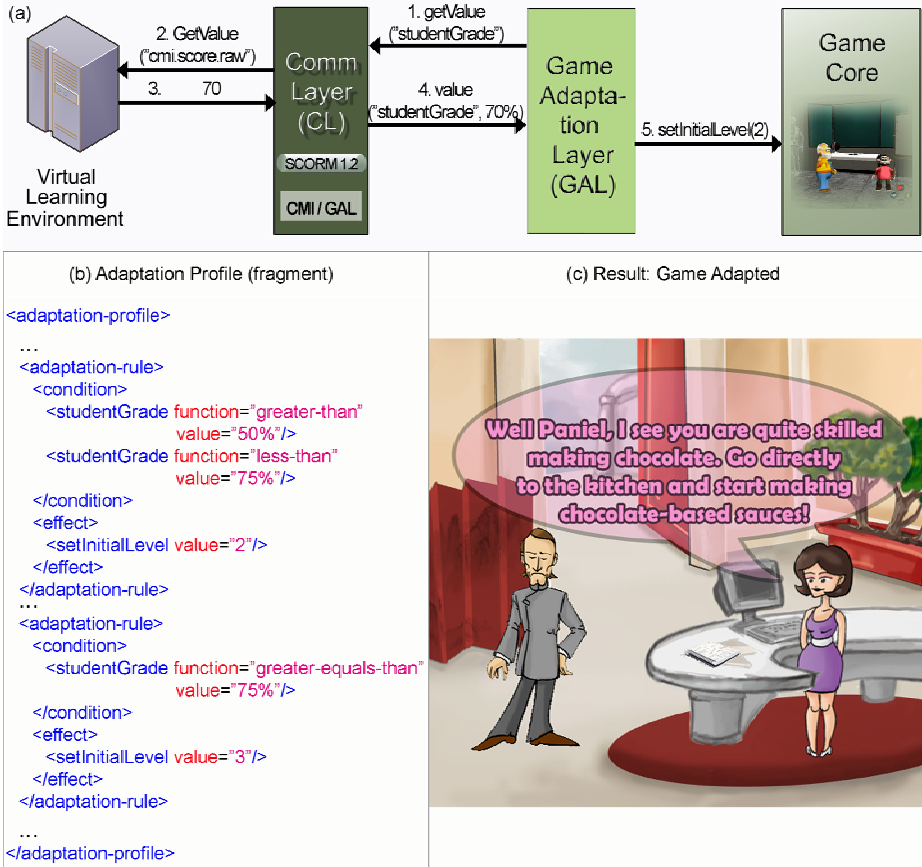 (a)
1. getValue
("studentGrade")
2. GetValue
("cmi.score.raw")
3. 70
4. value
("studentGrade", 70%)
5. setInitialLevel(2)
Virtual
Learning
Environment
Comm
Layer
(CL)
SCORM 1.2
CMI / GAL
Game
Adapta-
tion
Layer
(GAL)
Game
Core
(b) Adaptation Profile (fragment)
<adaptation-profile>
...
<adaptation-rule>
<condition>
<studentGrade function="greater-than"
value="50%"/>
<studentGrade function="less-than"
value="75%"/>
</condition>
<effect>
<setInitialLevel value="2"/>
</effect>
</adaptation-rule>
...
<adaptation-rule>
<condition>
<studentGrade function="greater-equals-than"
value="75%"/>
</condition>
<effect>
<setInitialLevel value="3"/>
</effect>
</adaptation-rule>
...
</adaptation-profile>
(c) Result: Game Adapted
Well Paniel, I see you are quite skilled
making chocolate. Go directly
to the kitchen and start making
chocolate-based sauces!